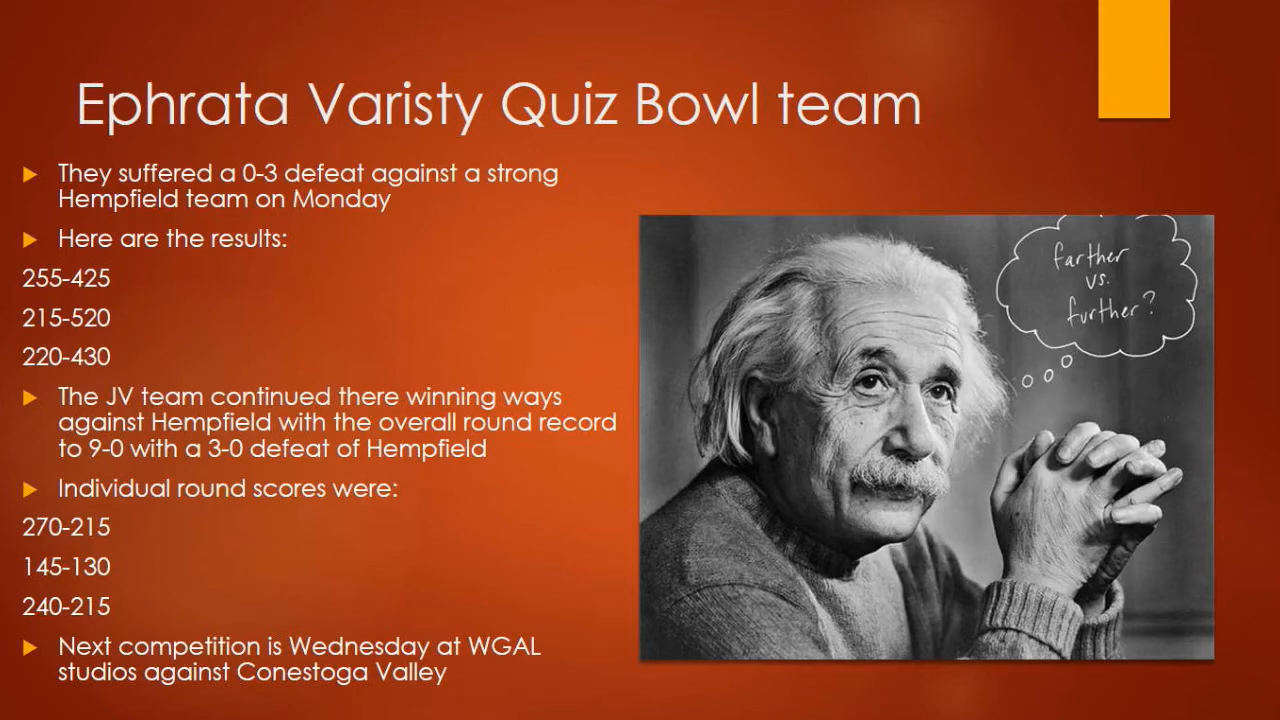 Ephrata Varisty Quiz Bowl team
They suffered a 0-3 defeat against a strong
Hempfield team on Monday
Here are the results:
255-425
215-520
220-430
The JV team continued there winning ways
against Hempfield with the overall round record
to 9-0 with a 3-0 defeat of Hempfield
Individual round scores were:
270-215
145-130
240-215
Next competition is Wednesday at WGAL
studios against Conestoga Valley
farther
vs.
further?